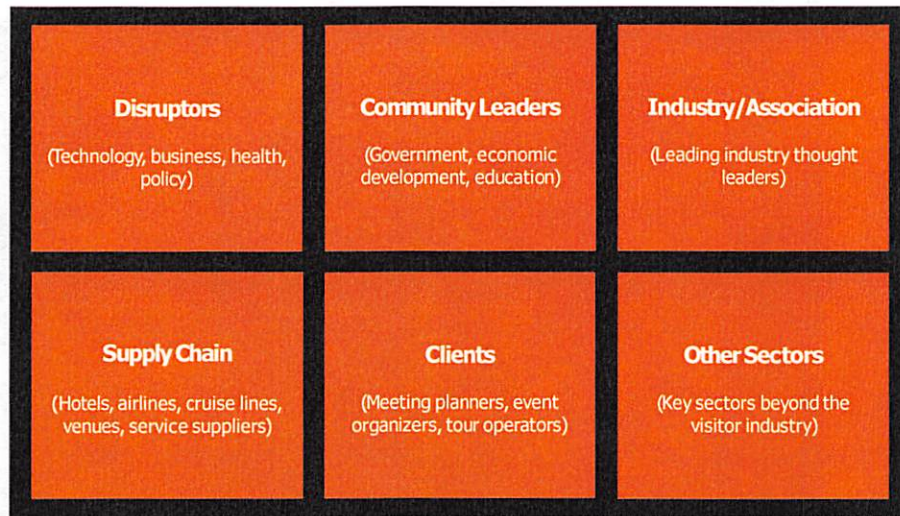 Disruptors
(Technology, business, health,
policy)
Community Leaders
(Government, economic
development, education)
Industry/Association
(Leading industry thought
leaders)
Supply Chain
(Hotels, airlines, cruise lines,
venues, service suppliers)
Clients
(Meeting planners, event
organizers, tour operators)
Other Sectors
(Key sectors beyond the
visitor industry)